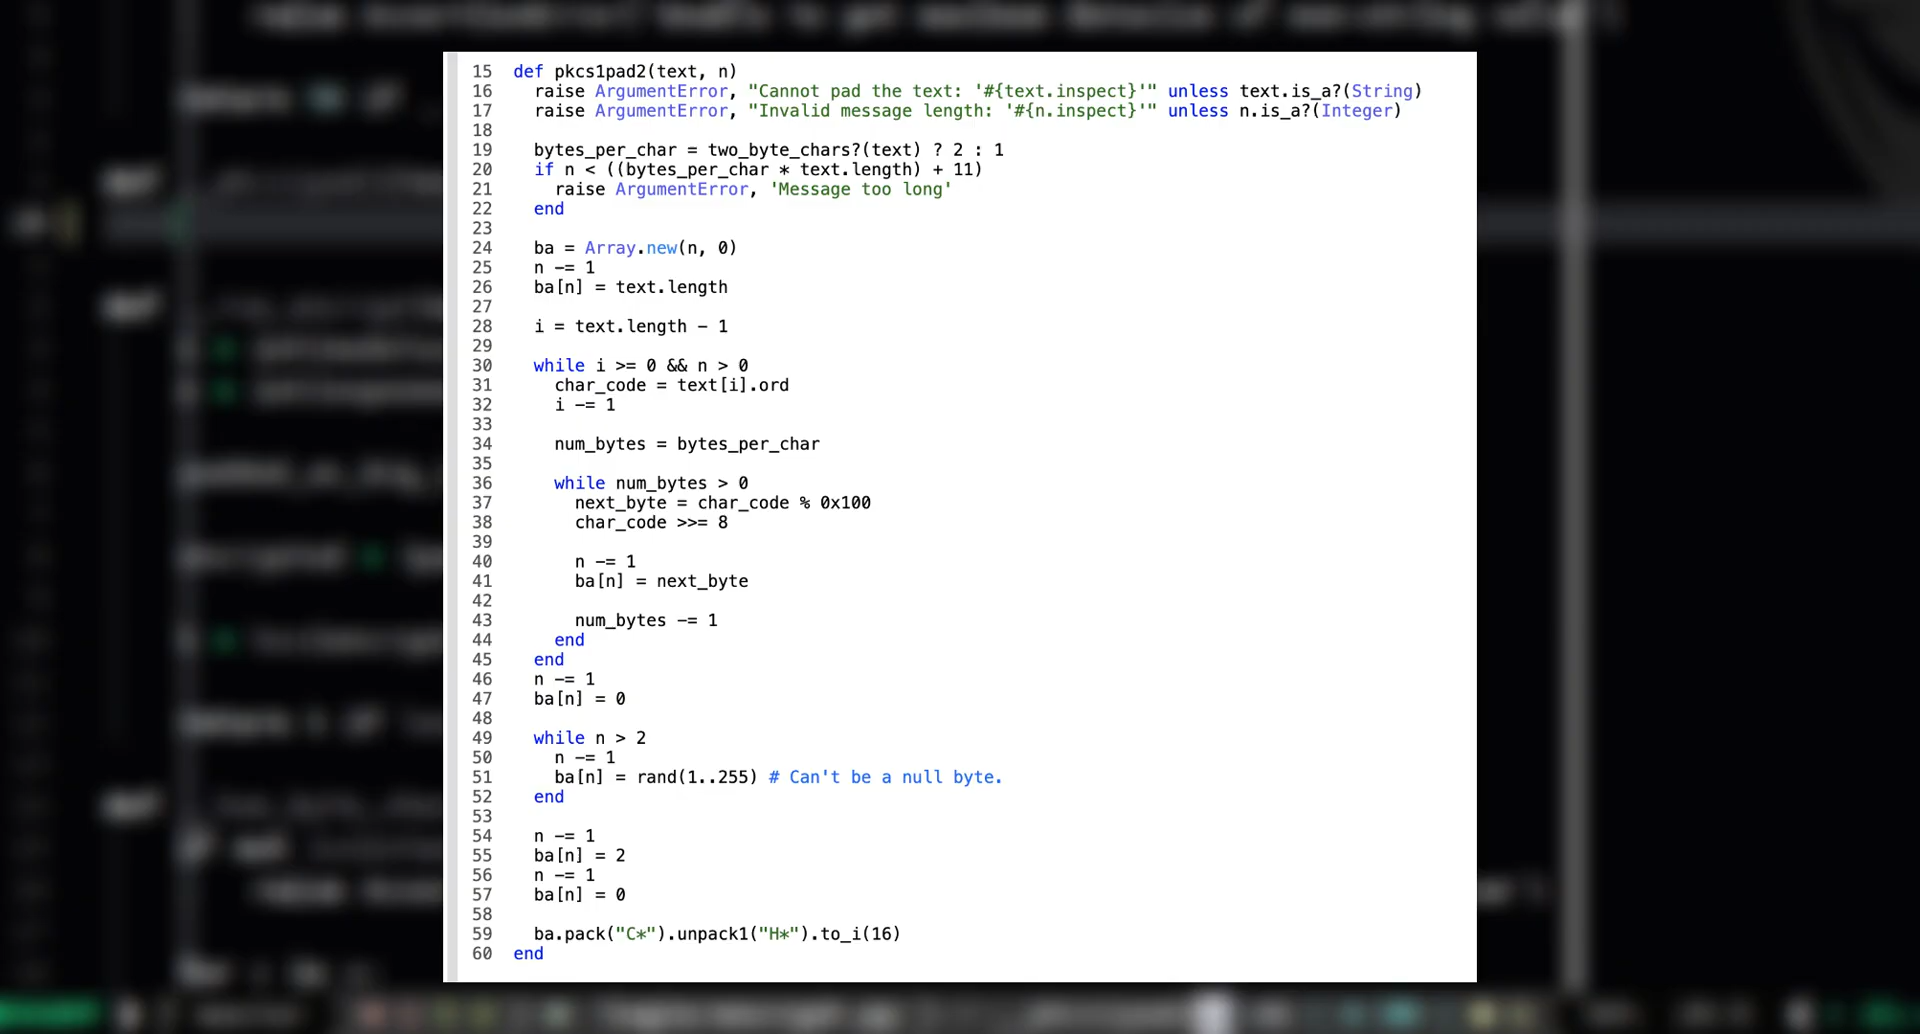 15 def pkcs1pad2(text, n)
16 raise ArgumentError, "Cannot pad the text: '#{text.inspect}'" unless text.is_a?(String)
17 raise ArgumentError, "Invalid message length: '#{n.inspect}'" unless n.is_a?(Integer)
18
19 bytes_per_char = two_byte_chars?(text) ? 2 : 1
20 if n < ((bytes_per_char * text.length) + 11)
21 raise ArgumentError, 'Message too long'
22 end
23
24 ba = Array.new(n, 0)
25 n -= 1
26 ba[n] = text.length
27
28 i = text.length - 1
29
30 while i >= 0 && n > 0
31 char_code = text[i].ord
32 i -= 1
33
34 num_bytes = bytes_per_char
35
36 while num_bytes > 0
37 next_byte = char_code % 0x100
38 char_code >>= 8
39
40 n -= 1
41 ba[n] = next_byte
42
43 num_bytes -= 1
44 end
45 end
46 n -= 1
47 ba[n] = 0
48
49 while n > 2
50 n -= 1
51 ba[n] = rand(1..255) # Can't be a null byte.
52 end
53
54 n -= 1
55 ba[n] = 2
56 n -= 1
57 ba[n] = 0
58
59 ba.pack("C*").unpack1("H*").to_i(16)
60 end